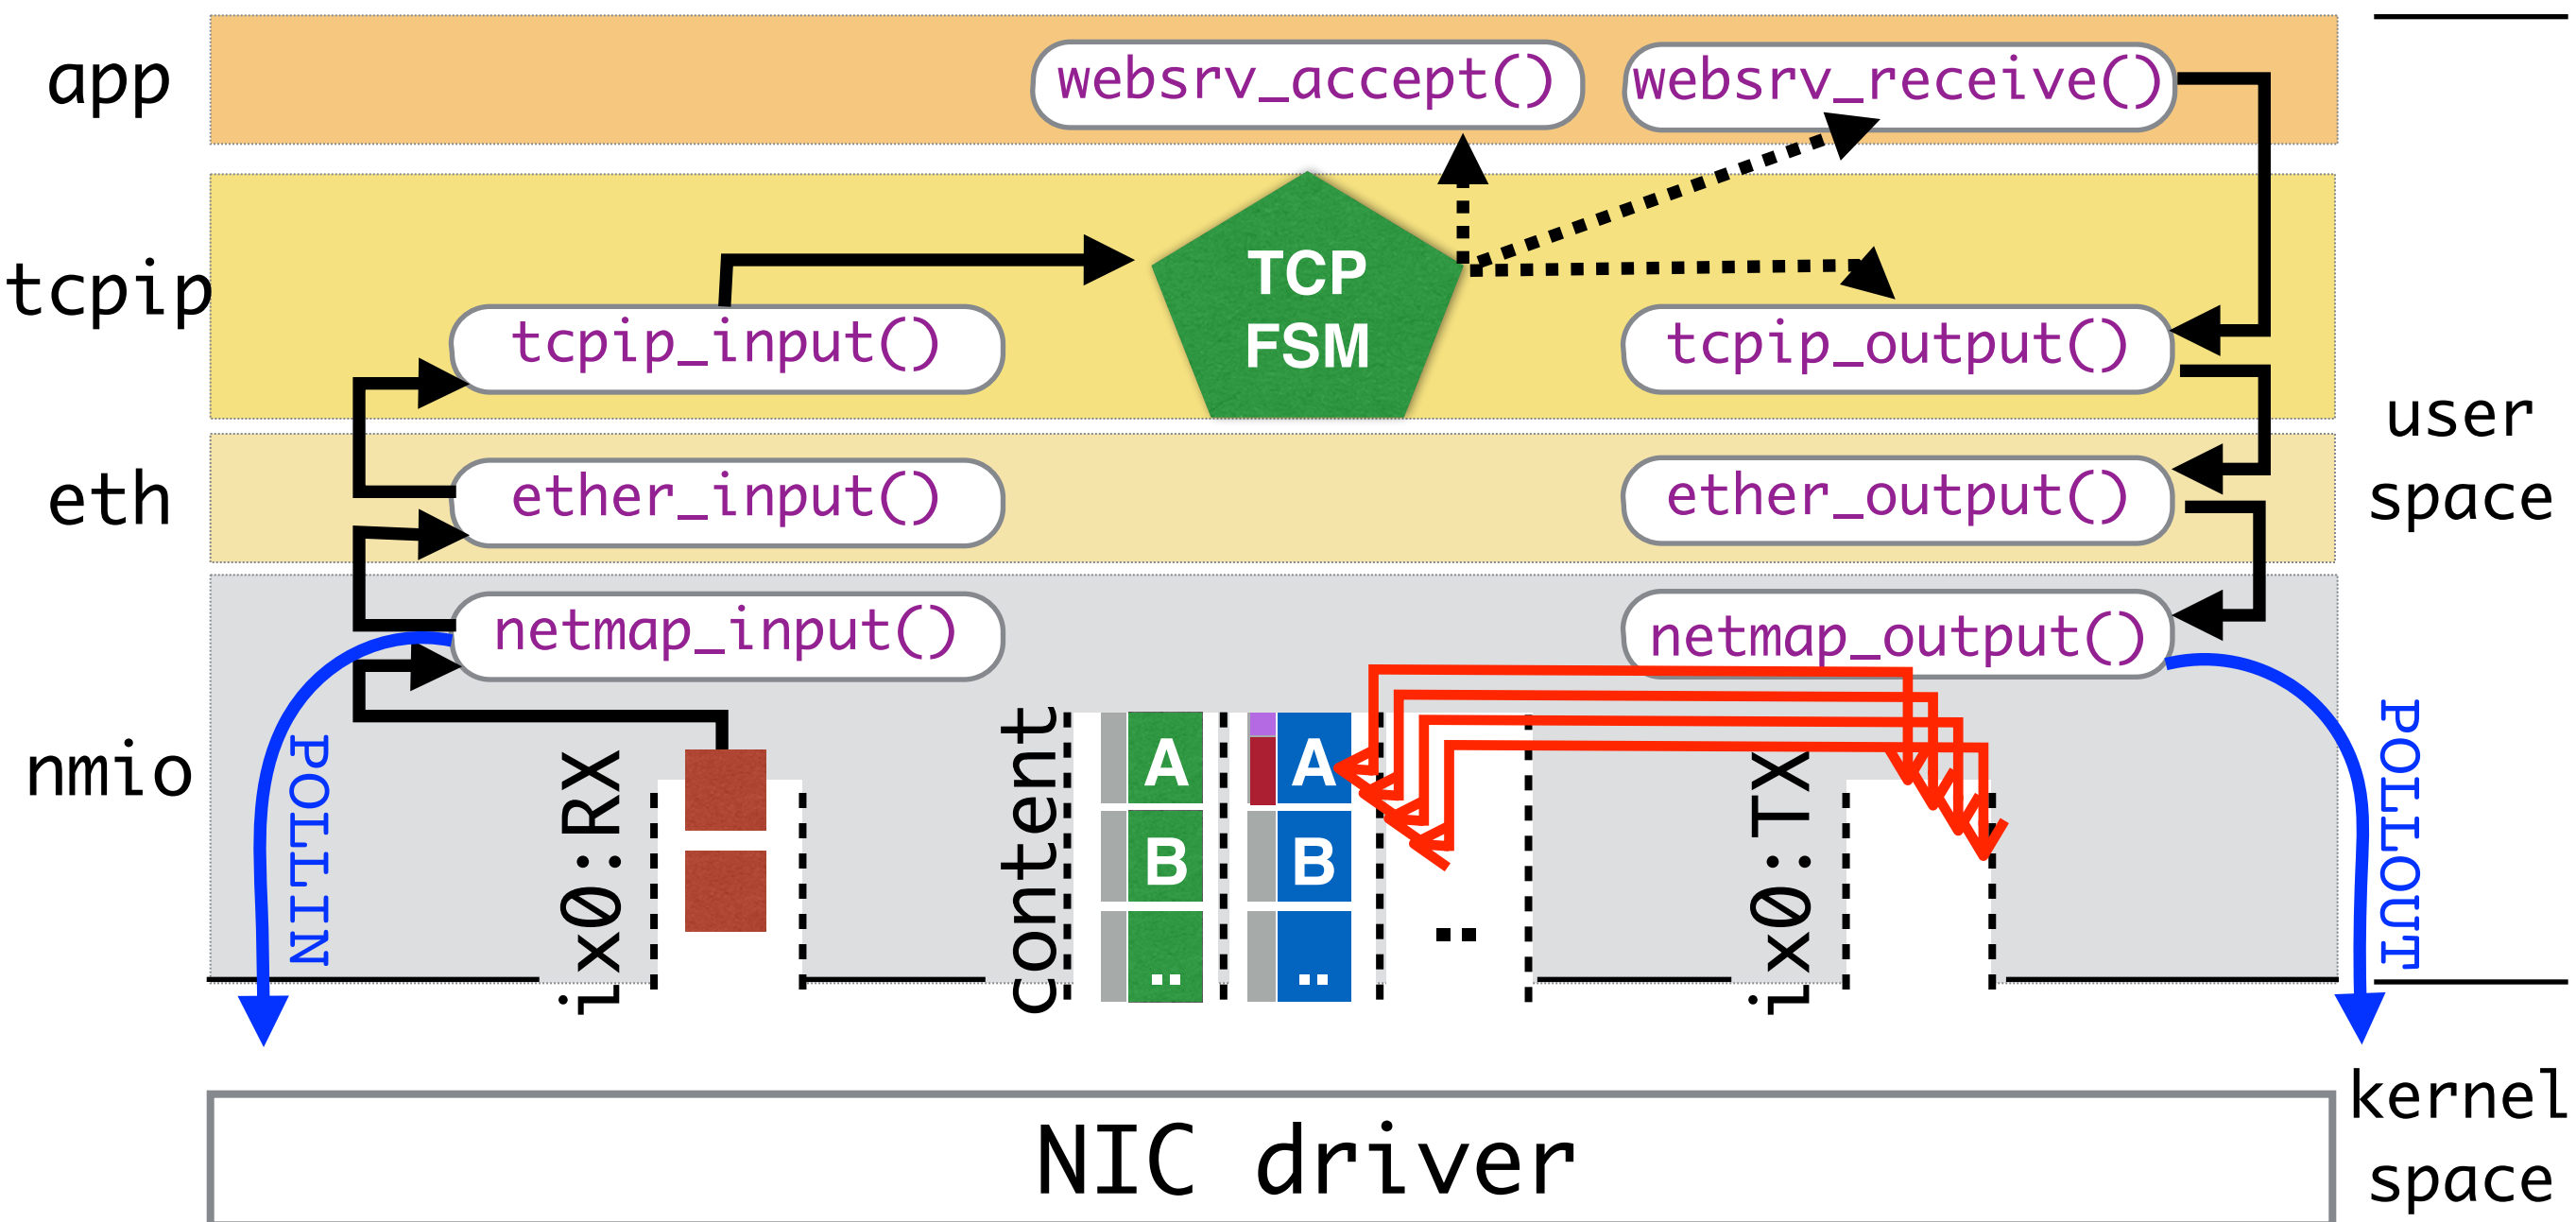 app
websrv_accept()
websrv_receive()
tcpip
TCP
FSM
tcpip_input()
tcpip_output()
user
space
eth
ether_input()
ether_output()
nmio
netmap_input()
netmap_output()
POLLIN
ix0:RX
content
A
B
..
A
B
..
..
ix0:TX
POLLOUT
kernel
space
NIC driver